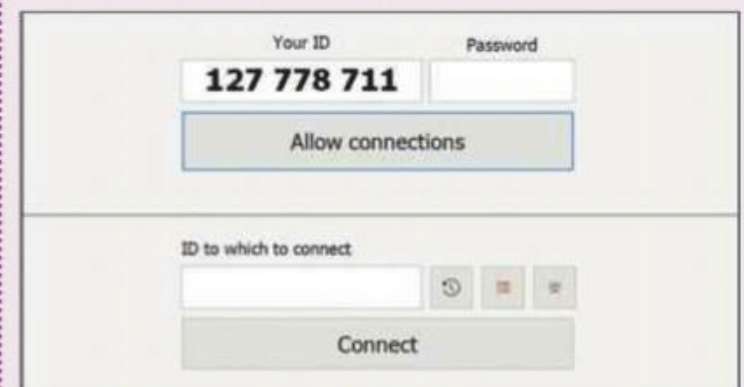 Your ID Password
127 778 711
Allow connections
ID to which to connect
Connect